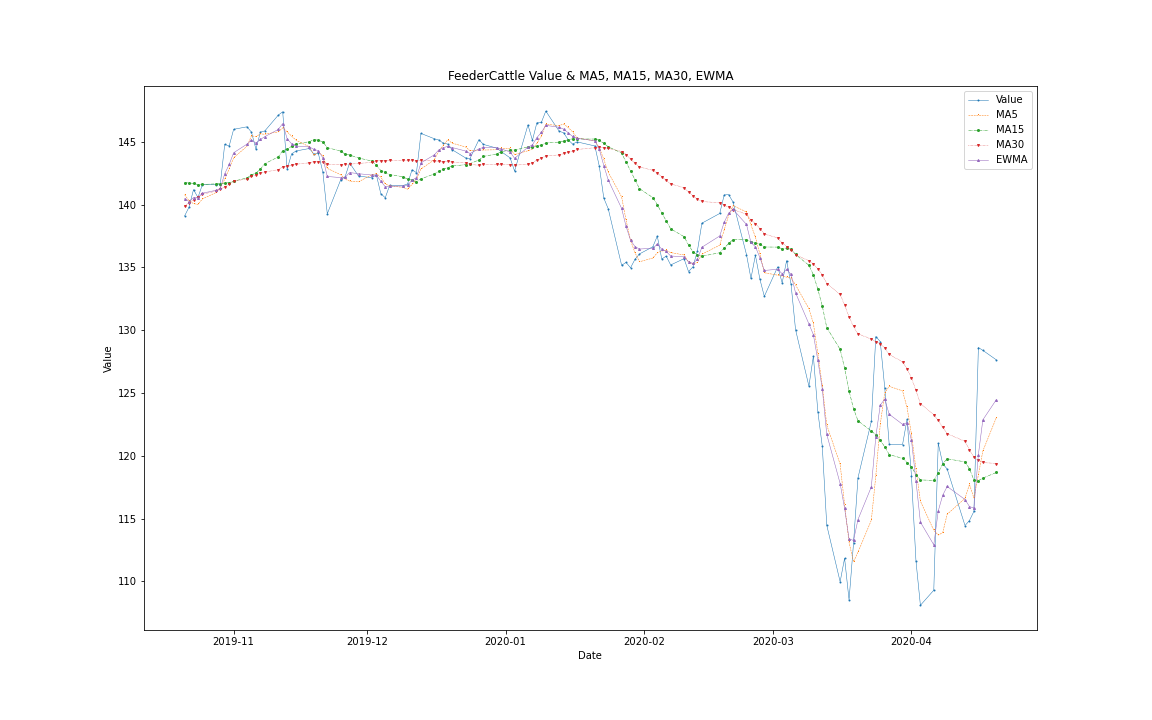 FeederCattle Value & MA5, MA15, MA30, EWMA
Value
MA5
MA15
MA30
EWMA
145
140
135
130
125
120
115
110
Value
2019-11
2019-12
2020-01
2020-02
2020-03
2020-04
Date